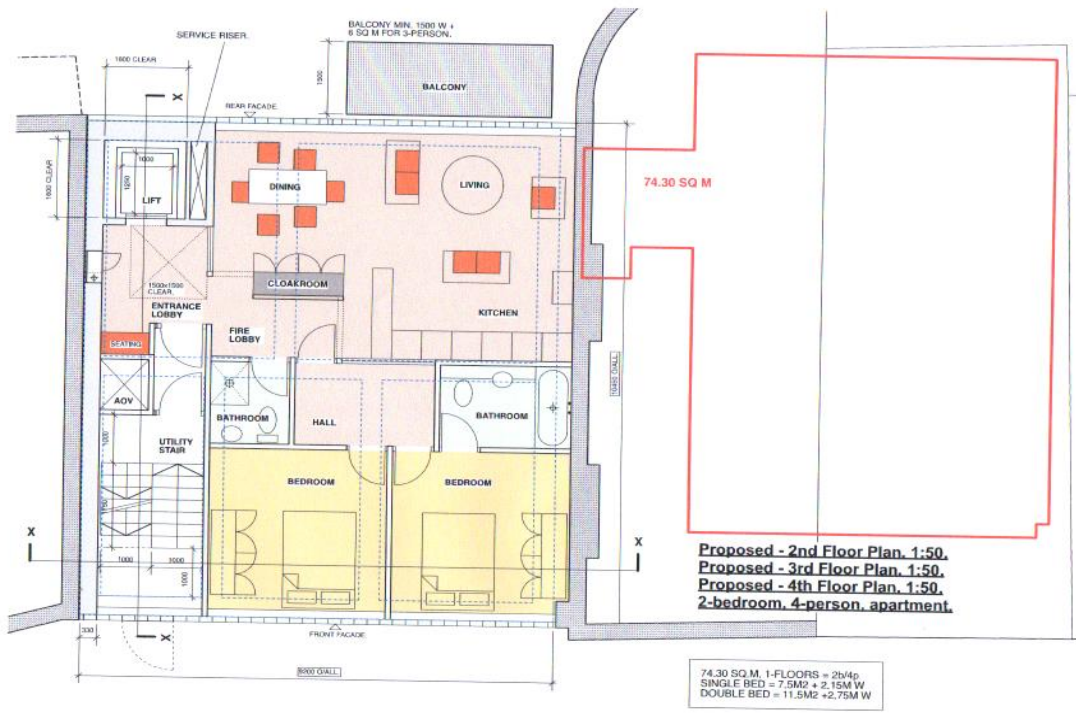 BALCONY MIN. 1500 W +
6 SQ M FOR 3-PERSON.
SERVICE RISER.
1600 CLEAR
X
1500
BALCONY
REAR FACADE
1600 CLEAR
1000
1250
LIFT
DINING
LIVING
74.30 SQ M
1500x1500
CLEAR.
CLOAKROOM
ENTRANCE
LOBBY
KITCHEN
FIRE
LOBBY
SEATING
AOV
BATHROOM
HALL
BATHROOM
1000
UTILITY
STAIR
BEDROOM
BEDROOM
X
X
1000
1000
1000
Proposed - 2nd Floor Plan. 1:50.
Proposed - 3rd Floor Plan. 1:50.
Proposed - 4th Floor Plan. 1:50.
2-bedroom, 4-person, apartment.
330
X
FRONT FACADE
O/ALL
74.30 SQ.M. 1-FLOORS = 2b/4p
SINGLE BED = 7.5M2 + 2.15M W
DOUBLE BED = 11.5M2 +2.75M W